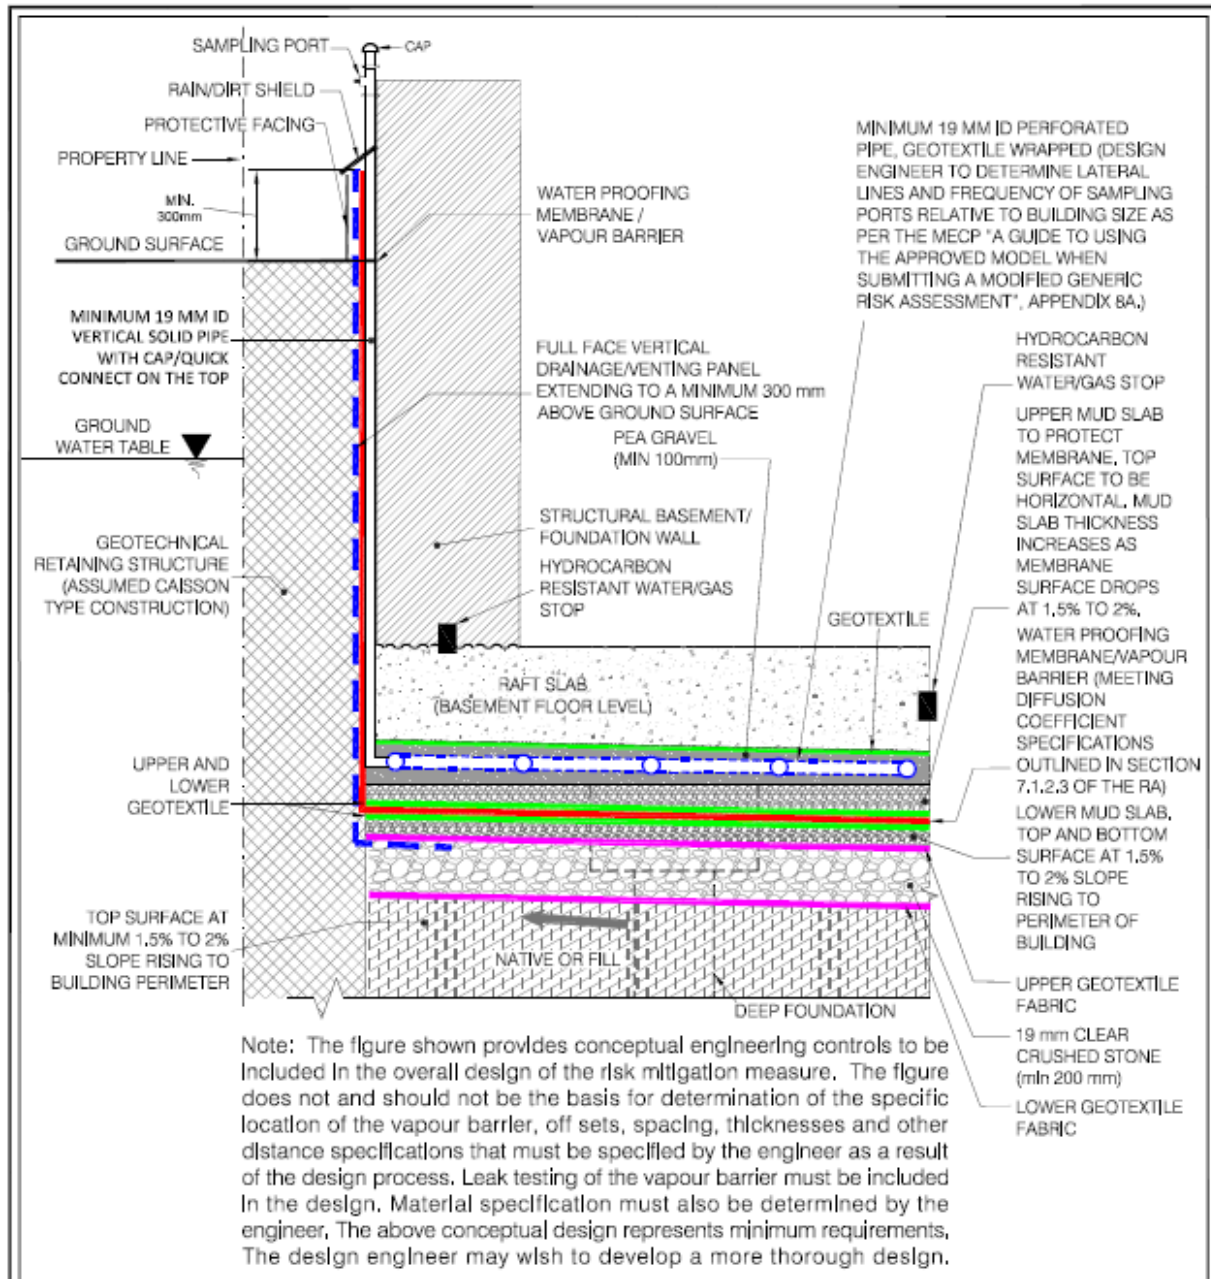 SAMPLING PORT
CAP
RAIN/DIRT SHIELD
PROTECTIVE FACING
PROPERTY LINE
MIN.
300mm
GROUND SURFACE
MINIMUM 19 MM ID
VERTICAL SOLID PIPE
WITH CAP/QUICK
CONNECT ON THE TOP
GROUND
WATER TABLE
GEOTECHNICAL
RETAINING STRUCTURE
(ASSUMED CAISSON
TYPE CONSTRUCTION)
UPPER AND
LOWER
GEOTEXTILE
TOP SURFACE AT
MINIMUM 1.5% TO 2%
SLOPE RISING TO
BUILDING PERIMETER
WATER PROOFING
MEMBRANE /
VAPOUR BARRIER
FULL FACE VERTICAL
DRAINAGE/VENTING PANEL
EXTENDING TO A MINIMUM 300 mm
ABOVE GROUND SURFACE
PEA GRAVEL
(MIN 100mm)
STRUCTURAL BASEMENT/
FOUNDATION WALL
HYDROCARBON
RESISTANT WATER/GAS
STOP
GEOTEXTILE
RAFT SLAB
(BASEMENT FLOOR LEVEL)
NATIVE OR FILL
DEEP FOUNDATION
MINIMUM 19 MM ID PERFORATED
PIPE, GEOTEXTILE WRAPPED (DESIGN
ENGINEER TO DETERMINE LATERAL
LINES AND FREQUENCY OF SAMPLING
PORTS RELATIVE TO BUILDING SIZE AS
PER THE MECP "A GUIDE TO USING
THE APPROVED MODEL WHEN
SUBMITTING A MODIFIED GENERIC
RISK ASSESSMENT", APPENDIX 8A.)
HYDROCARBON
RESISTANT
WATER/GAS STOP
UPPER MUD SLAB
TO PROTECT
MEMBRANE, TOP
SURFACE TO BE
HORIZONTAL. MUD
SLAB THICKNESS
INCREASES AS
MEMBRANE
SURFACE DROPS
AT 1.5% TO 2%.
WATER PROOFING
MEMBRANE/VAPOUR
BARRIER (MEETING
DIFFUSION
COEFFICIENT
SPECIFICATIONS
OUTLINED IN SECTION
7.1.2.3 OF THE RA)
LOWER MUD SLAB,
TOP AND BOTTOM
SURFACE AT 1.5%
TO 2% SLOPE
RISING TO
PERIMETER OF
BUILDING
UPPER GEOTEXTILE
FABRIC
19 mm CLEAR
CRUSHED STONE
(min 200 mm)
LOWER GEOTEXTILE
FABRIC
Note: The figure shown provides conceptual engineering controls to be
included in the overall design of the risk mitigation measure. The figure
does not and should not be the basis for determination of the specific
location of the vapour barrier, off sets, spacing, thicknesses and other
distance specifications that must be specified by the engineer as a result
of the design process. Leak testing of the vapour barrier must be included
in the design. Material specification must also be determined by the
engineer. The above conceptual design represents minimum requirements.
The design engineer may wish to develop a more thorough design.